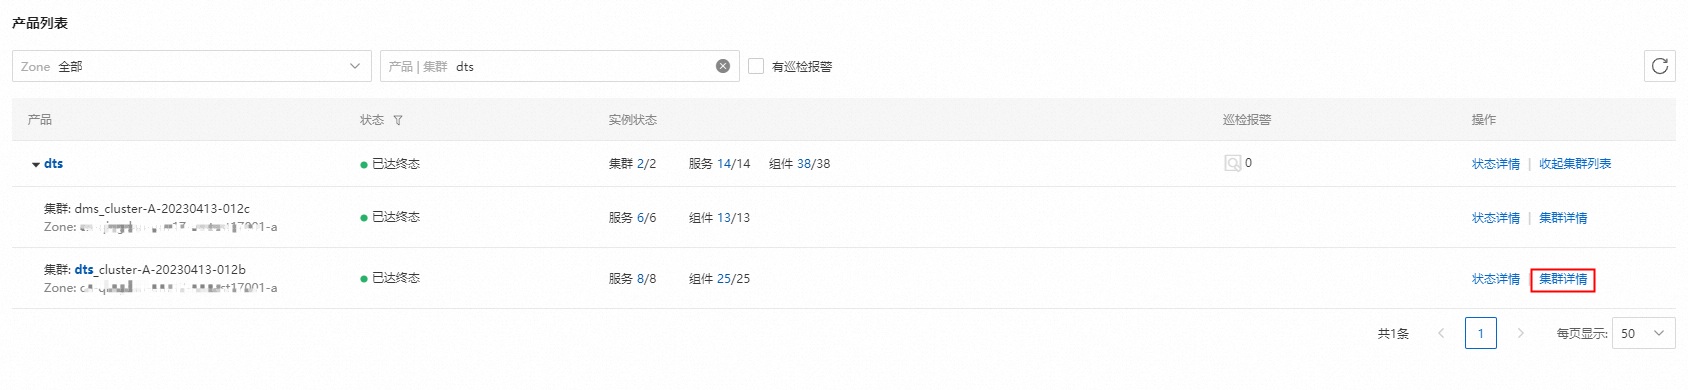 产品列表
Zone 全部 产品 | 集群 dts 有巡检报警
产品 状态 实例状态 巡检报警 操作
dts 已达终态 集群 2/2 服务 14/14 组件 38/38 0 状态详情 | 收起集群列表
集群: dms_cluster-A-20230413-012c 已达终态 服务 6/6 组件 13/13 状态详情 | 集群详情
Zone:
集群: dts_cluster-A-20230413-012b 已达终态 服务 8/8 组件 25/25 状态详情 | 集群详情
Zone:
共1条 1 每页显示: 50